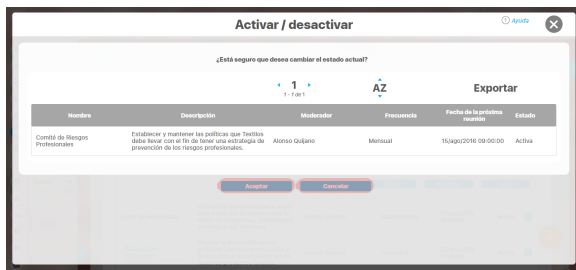 Activar / desactivar
Ayuda
¿Está seguro que desea cambiar el estado actual?
1
1 - 1 de 1
AZ
Exportar
Nombre Descripción Moderador Frecuencia Fecha de la próxima reunión Estado
Comité de Riesgos Profesionales
Establecer y mantener las políticas que Textilos
debe llevar con el fin de tener una estrategia de
prevención de los riesgos profesionales.
Alonso Quijano
Mensual
15/ago/2016 09:00:00
Activa
Aceptar
Cancelar